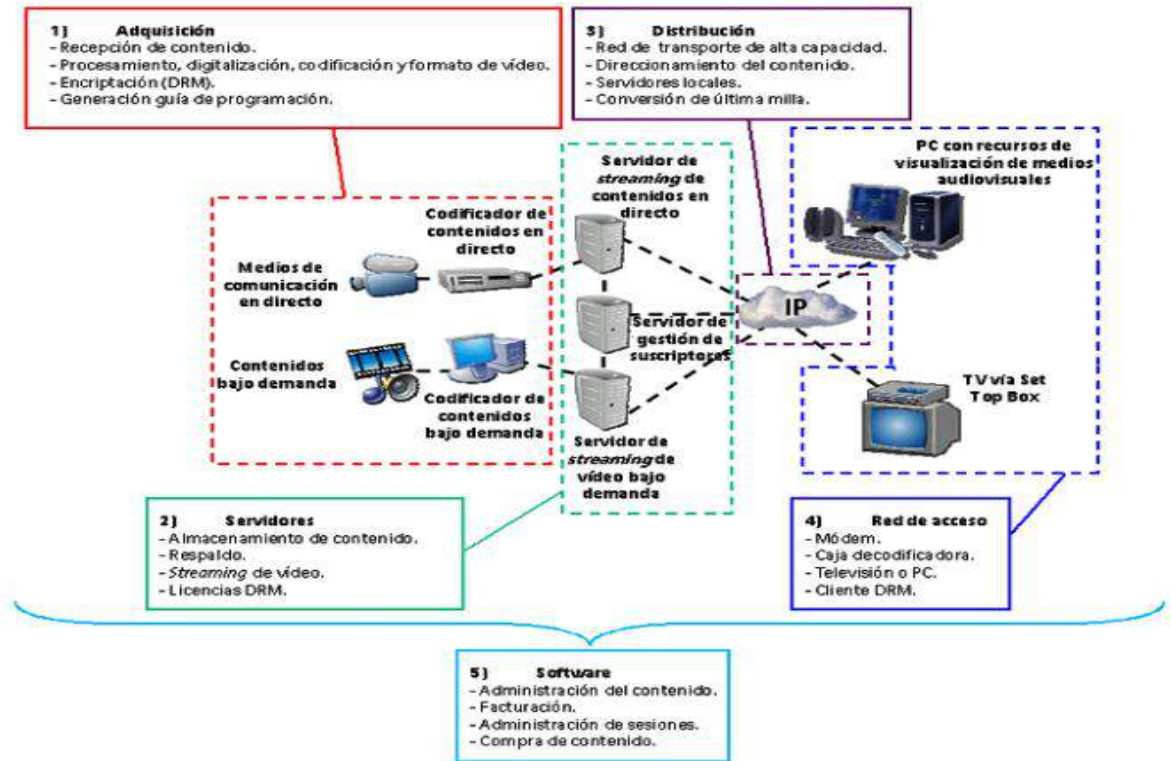 1) Adquisición
- Recepción de contenido.
- Procesamiento, digitalización, codificación y formato de vídeo.
- Encriptación (DRM).
- Generación guía de programación.
3) Distribución
- Red de transporte de alta capacidad.
- Direccionamiento del contenido.
- Servidores locales.
- Conversión de última milla.
Servidor de
streaming de
contenidos en
directo
PC con recursos de
visualización de medios
audiovisuales
Codificador de
contenidos en
directo
Medios de
comunicación
en directo
IP
Servidor de
gestión de
suscriptores
Contenidos
bajo demanda
Codificador de
contenidos
bajo demanda
TV vía Set
Top Box
Servidor de
streaming de
vídeo bajo
demanda
2) Servidores
- Almacenamiento de contenido.
- Respaldo.
- Streaming de vídeo.
- Licencias DRM.
4) Red de acceso
- Módem.
- Caja decodificadora.
- Televisión o PC.
- Cliente DRM.
5) Software
- Administración del contenido.
- Facturación.
- Administración de sesiones.
- Compra de contenido.